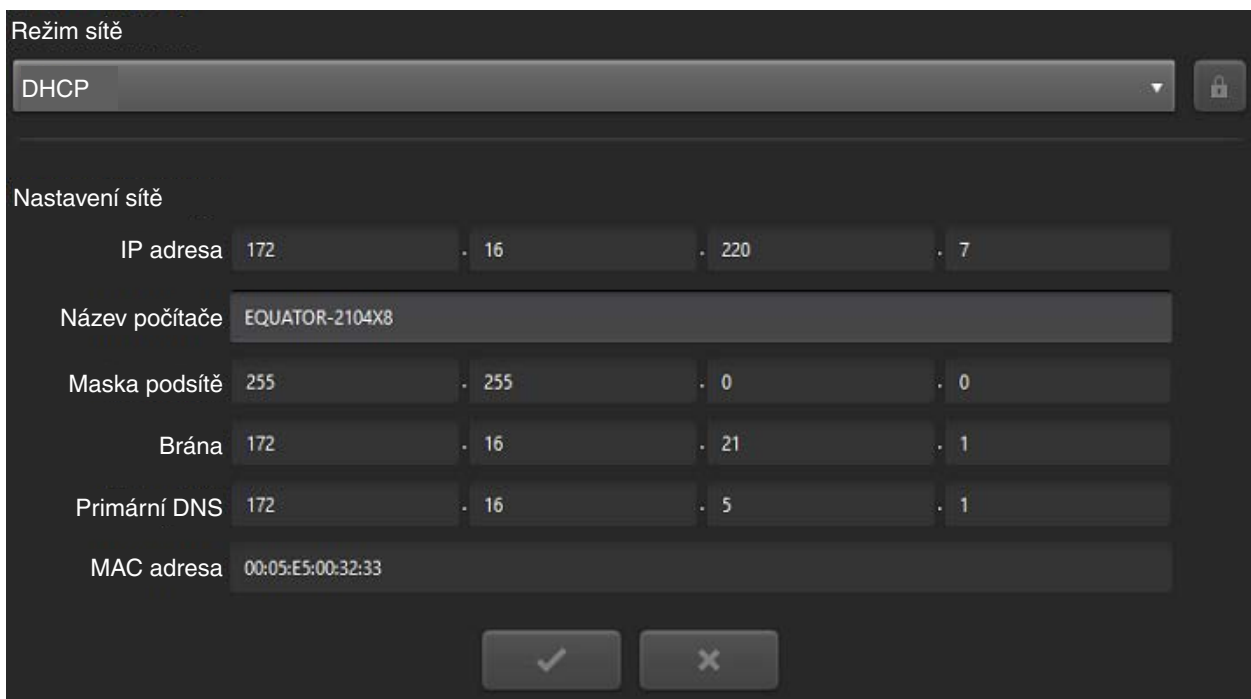 Režim sítě
DHCP
Nastavení sítě
IP adresa 172 . 16 . 220 . 7
Název počítače EQUATOR-2104X8
Maska podsítě 255 . 255 . 0 . 0
Brána 172 . 16 . 21 . 1
Primární DNS 172 . 16 . 5 . 1
MAC adresa 00:05:E5:00:32:33